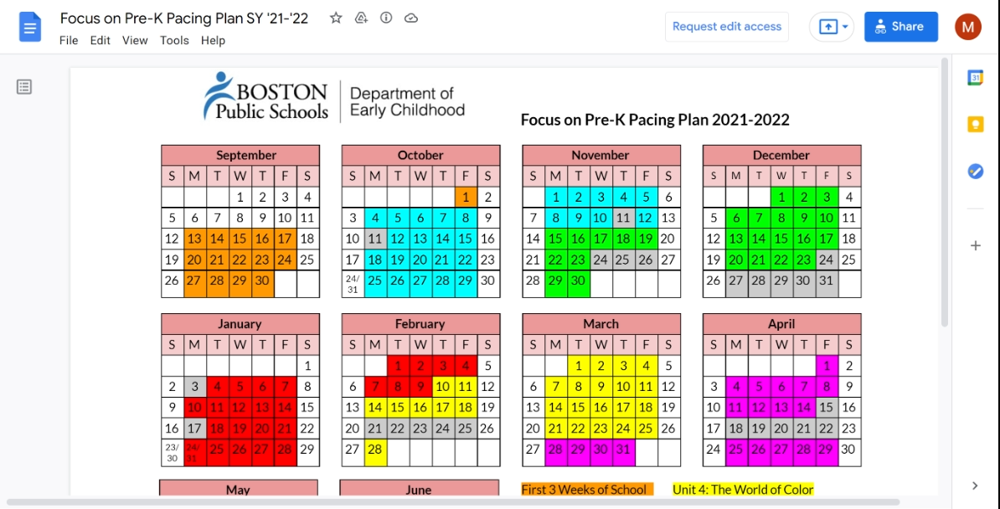 Focus on Pre-K Pacing Plan SY '21-'22
File Edit View Tools Help
Request edit access
Share
M
31
BOSTON
Public Schools
Department of
Early Childhood
Focus on Pre-K Pacing Plan 2021-2022
September October November December
S M T W T F S S M T W T F S S M T W T F S S M T W T F S
1 2 3 4 1 2 1 2 3 4 5 6 1 2 3 4
5 6 7 8 9 10 11 3 4 5 6 7 8 9 7 8 9 10 11 12 13 5 6 7 8 9 10 11
12 13 14 15 16 17 18 10 11 12 13 14 15 16 14 15 16 17 18 19 20 12 13 14 15 16 17 18
19 20 21 22 23 24 25 17 18 19 20 21 22 23 21 22 23 24 25 26 27 19 20 21 22 23 24 25
26 27 28 29 30 24/31 25 26 27 28 29 30 28 29 30 26 27 28 29 30 31
January February March April
S M T W T F S S M T W T F S S M T W T F S S M T W T F S
1 1 2 3 4 5 1 2 3 4 5 1 2
2 3 4 5 6 7 8 6 7 8 9 10 11 12 6 7 8 9 10 11 12 3 4 5 6 7 8 9
9 10 11 12 13 14 15 13 14 15 16 17 18 19 13 14 15 16 17 18 19 10 11 12 13 14 15 16
16 17 18 19 20 21 22 20 21 22 23 24 25 26 20 21 22 23 24 25 26 17 18 19 20 21 22 23
23/30 24/31 25 26 27 28 29 27 28 27 28 29 30 31 24 25 26 27 28 29 30
May June First 3 Weeks of School Unit 4: The World of Color